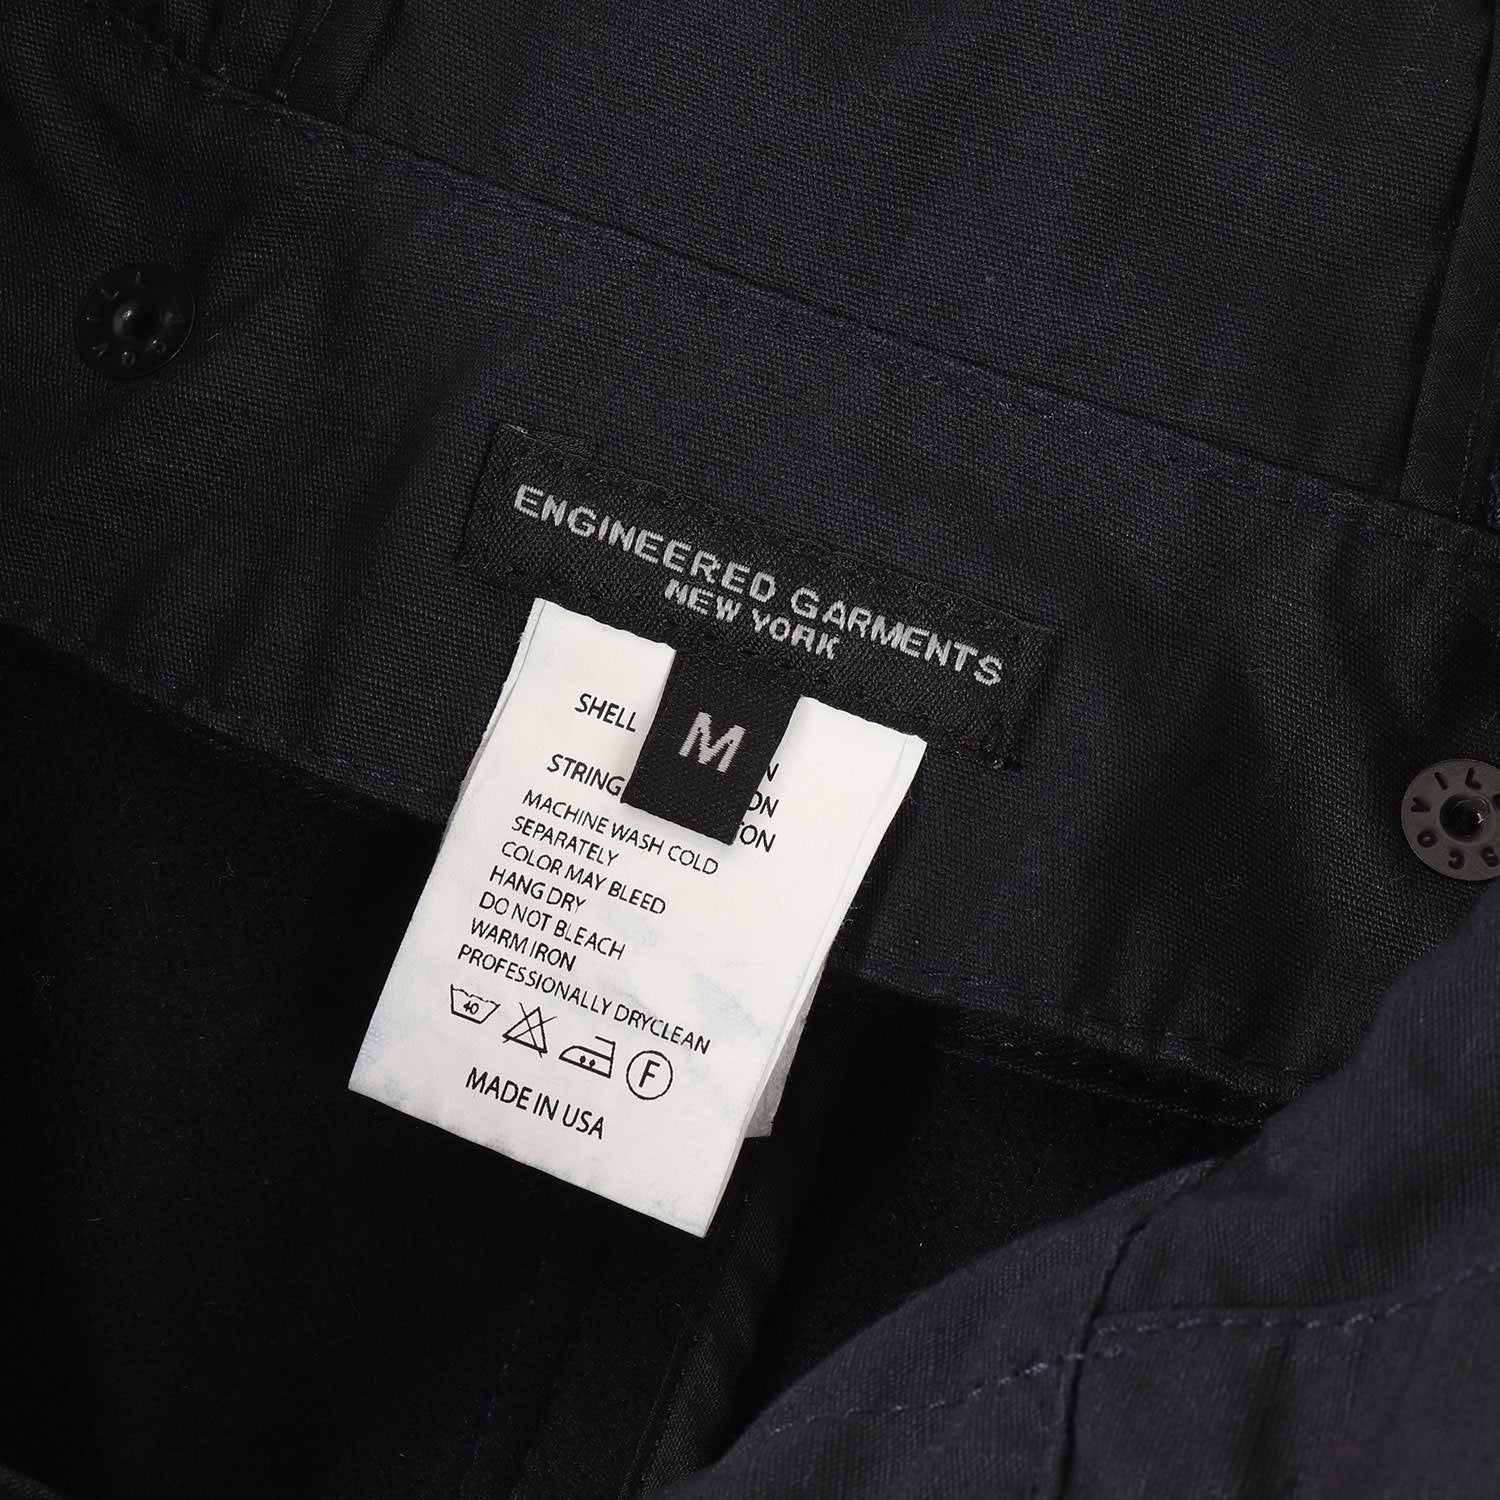 ENGINEERED GARMENTS
NEW YORK
M
SHELL
STRING
MACHINE WASH COLD
SEPARATELY
COLOR MAY BLEED
HANG DRY
DO NOT BLEACH
WARM IRON
PROFESSIONALLY DRYCLEAN
40
F
MADE IN USA